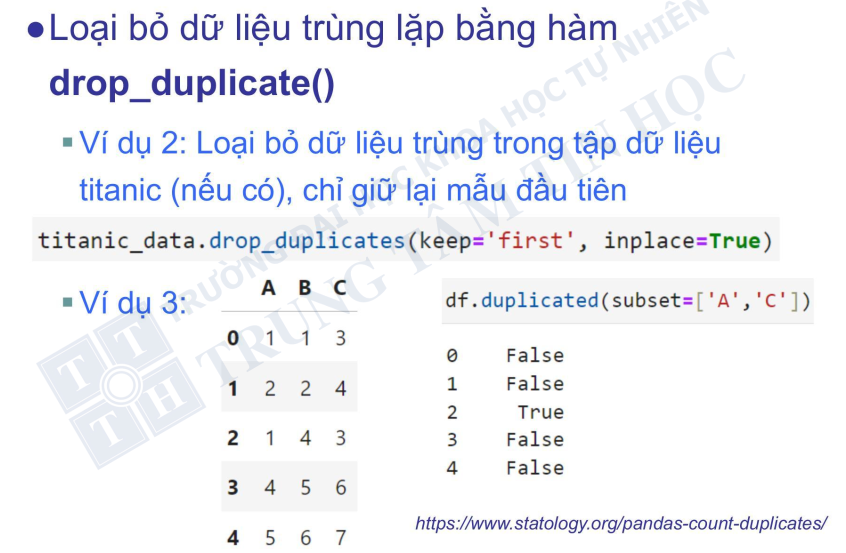 ●Loại bỏ dữ liệu trùng lặp bằng hàm
drop_duplicate()
▪Ví dụ 2: Loại bỏ dữ liệu trùng trong tập dữ liệu
titanic (nếu có), chỉ giữ lại mẫu đầu tiên
titanic_data.drop_duplicates(keep='first', inplace=True)
▪Ví dụ 3:
A B C
0 1 1 3
1 2 2 4
2 1 4 3
3 4 5 6
4 5 6 7
df.duplicated(subset=['A','C'])
0 False
1 False
2 True
3 False
4 False
https://www.statology.org/pandas-count-duplicates/
TRƯỜNG ĐẠI HỌC KHOA HỌC TỰ NHIÊN
TRUNG TÂM TIN HỌC
T T
T H